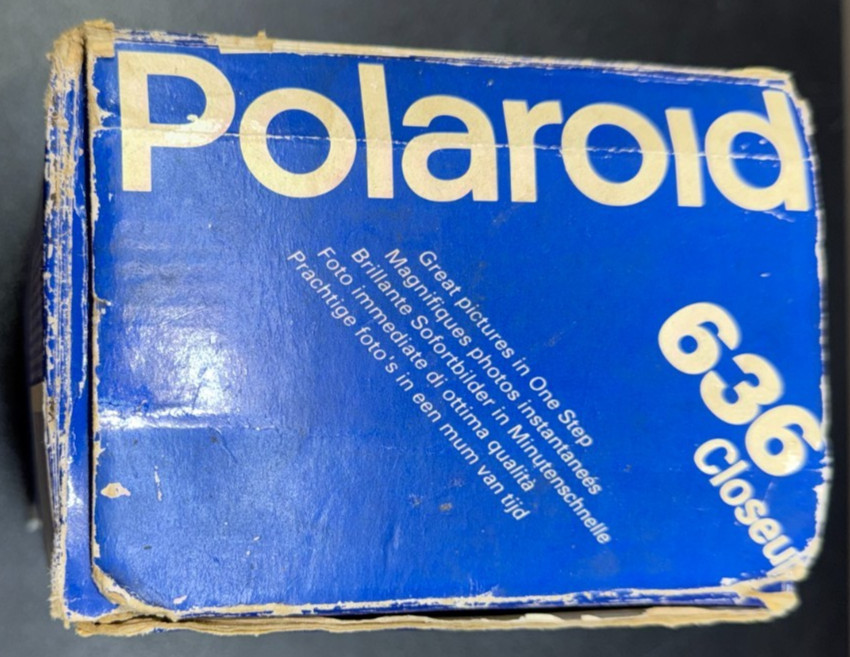 Polaroid
Great pictures in One Step
Magnifiques photos instantaneés
Brillante Sofortbilder in Minutenschnelle
Foto immediate di ottima qualità
Prachtige foto's in een mum van tijd
636
Closeu